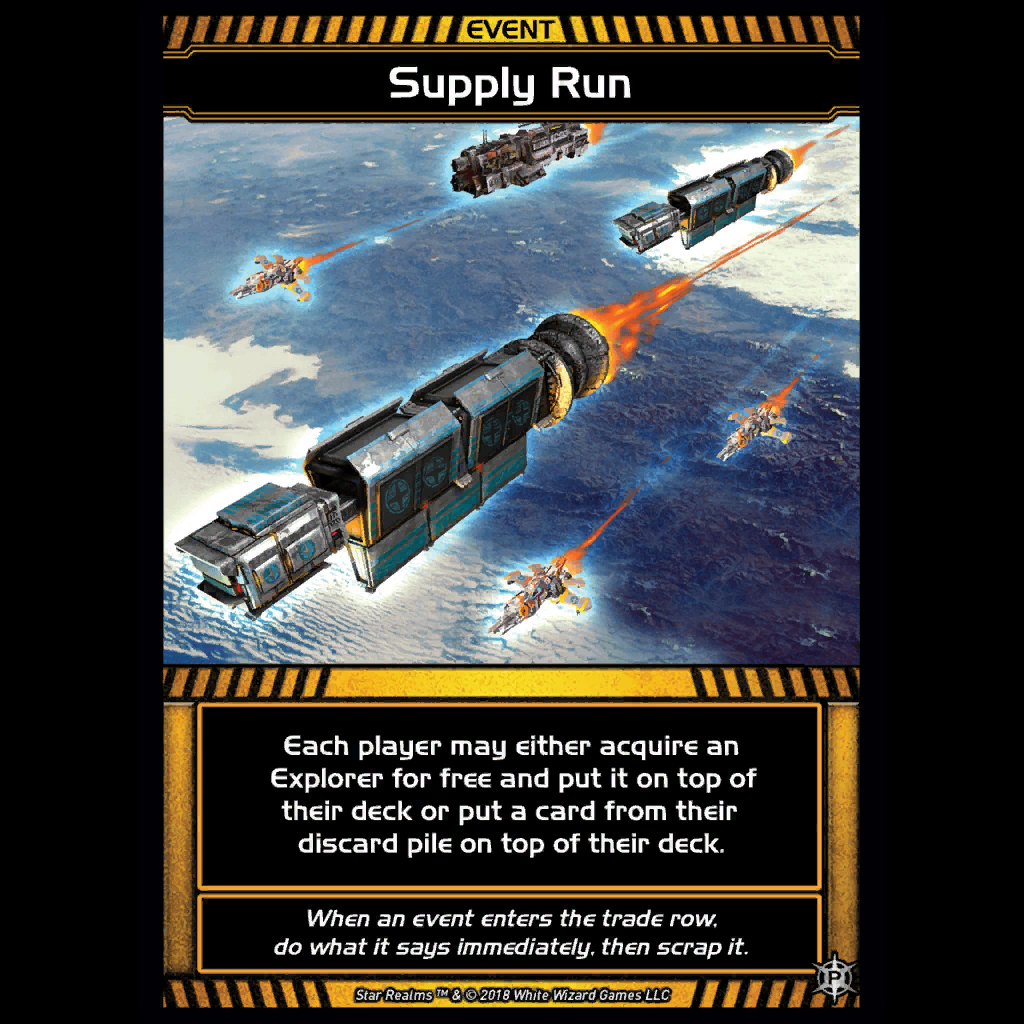 EVENT
Supply Run
Each player may either acquire an
Explorer for free and put it on top of
their deck or put a card from their
discard pile on top of their deck.
When an event enters the trade row,
do what it says immediately, then scrap it.
P
Star Realms™ & © 2018 White Wizard Games LLC